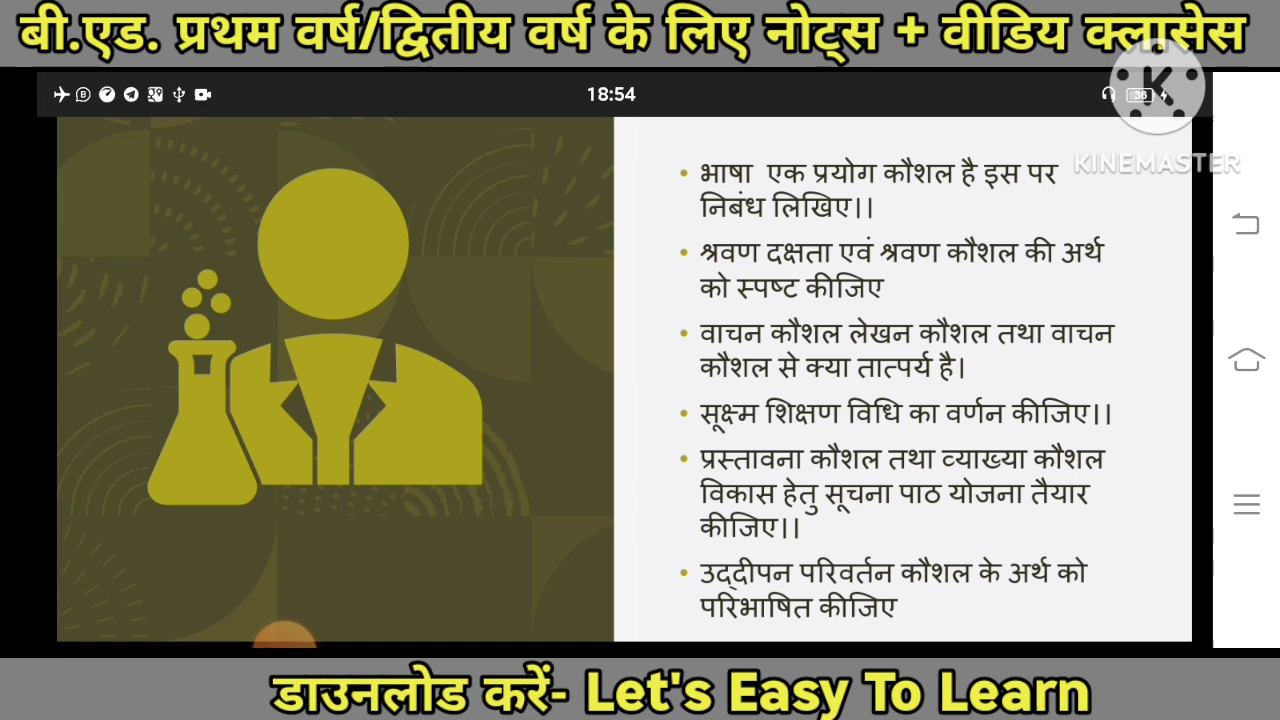 बी.एड. प्रथम वर्ष/द्वितीय वर्ष के लिए नोट्स + वीडिय क्लासेस
18:54
36
K
KINEMASTER
• भाषा एक प्रयोग कौशल है इस पर
निबंध लिखिए।।
• श्रवण दक्षता एवं श्रवण कौशल की अर्थ
को स्पष्ट कीजिए
• वाचन कौशल लेखन कौशल तथा वाचन
कौशल से क्या तात्पर्य है।
• सूक्ष्म शिक्षण विधि का वर्णन कीजिए।।
• प्रस्तावना कौशल तथा व्याख्या कौशल
विकास हेतु सूचना पाठ योजना तैयार
कीजिए।।
• उद्दीपन परिवर्तन कौशल के अर्थ को
परिभाषित कीजिए
डाउनलोड करें- Let's Easy To Learn